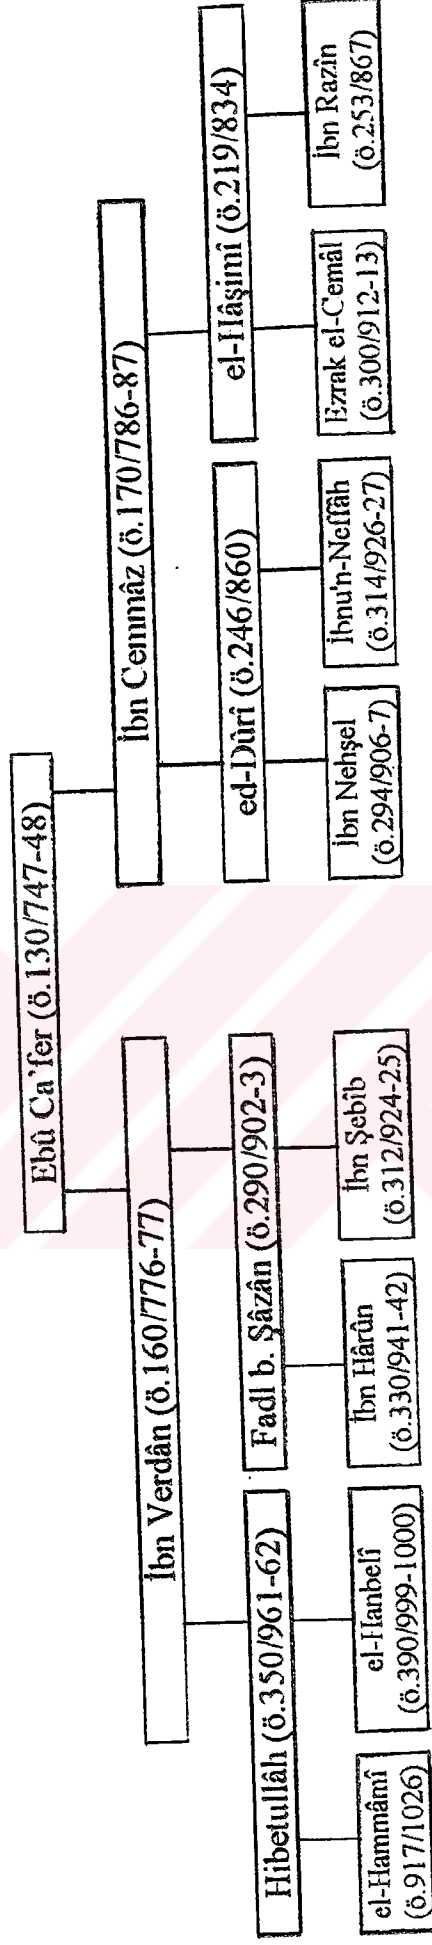 Ebû Ca'fer (ö.130/747-48)
İbn Verdân (ö.160/776-77)
İbn Cemmâz (ö.170/786-87)
Hibetullâh (ö.350/961-62)
Fadl b. Şâzân (ö.290/902-3)
ed-Dûrî (ö.246/860)
el-Hâşimî (ö.219/834)
el-Hammâmî
(ö.917/1026)
el-Hanbelî
(ö.390/999-1000)
İbn Hârûn
(ö.330/941-42)
İbn Şebîb
(ö.312/924-25)
İbn Nehşel
(ö.294/906-7)
İbnu'n-Neffâh
(ö.314/926-27)
Ezrak el-Cemâl
(ö.300/912-13)
İbn Razîn
(ö.253/867)